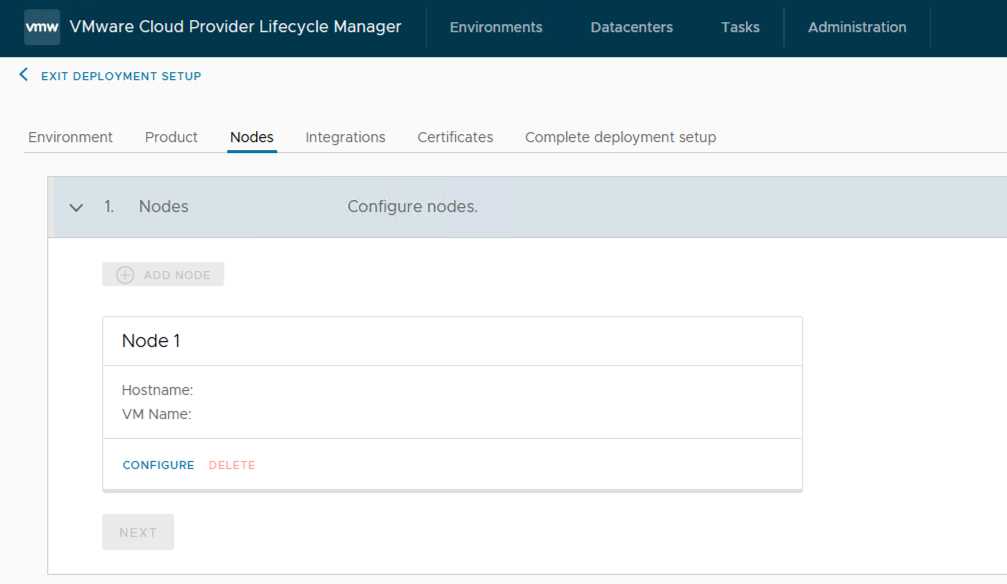 vmw VMware Cloud Provider Lifecycle Manager Environments Datacenters Tasks Administration
EXIT DEPLOYMENT SETUP
Environment Product Nodes Integrations Certificates Complete deployment setup
1. Nodes Configure nodes.
ADD NODE
Node 1
Hostname:
VM Name:
CONFIGURE DELETE
NEXT